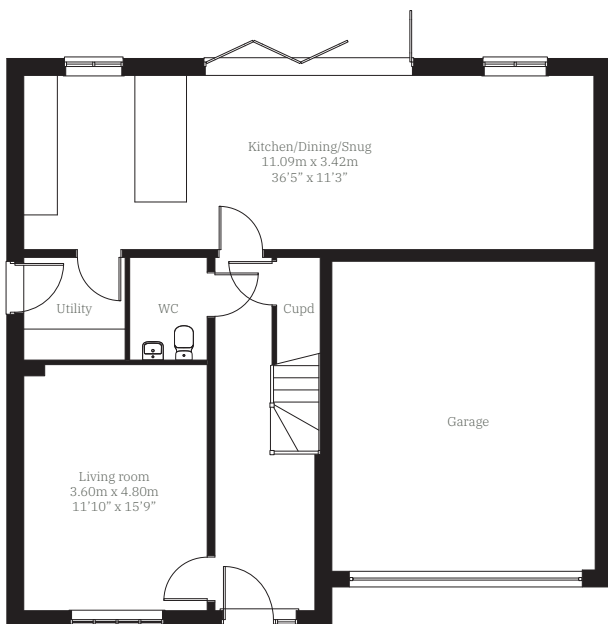 Kitchen/Dining/Snug
11.09m x 3.42m
36’5” x 11’3”
Utility
WC
Cupd
Garage
Living room
3.60m x 4.80m
11’10” x 15’9”